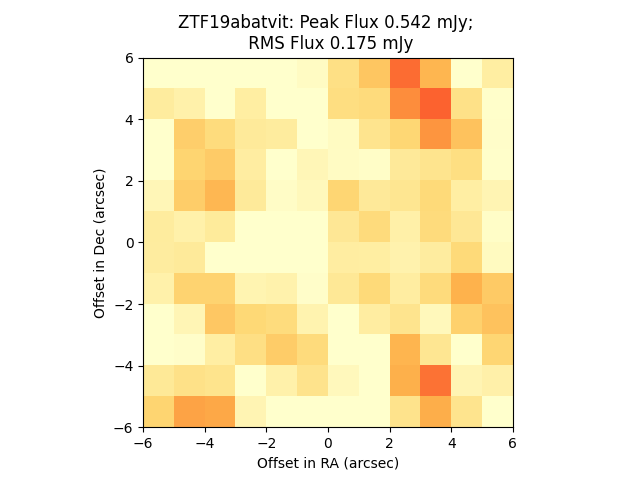 ZTF19abatvit: Peak Flux 0.542 mJy;
RMS Flux 0.175 mJy
6
4
2
0
−2
−4
−6
Offset in Dec (arcsec)
−6 −4 −2 0 2 4 6
Offset in RA (arcsec)